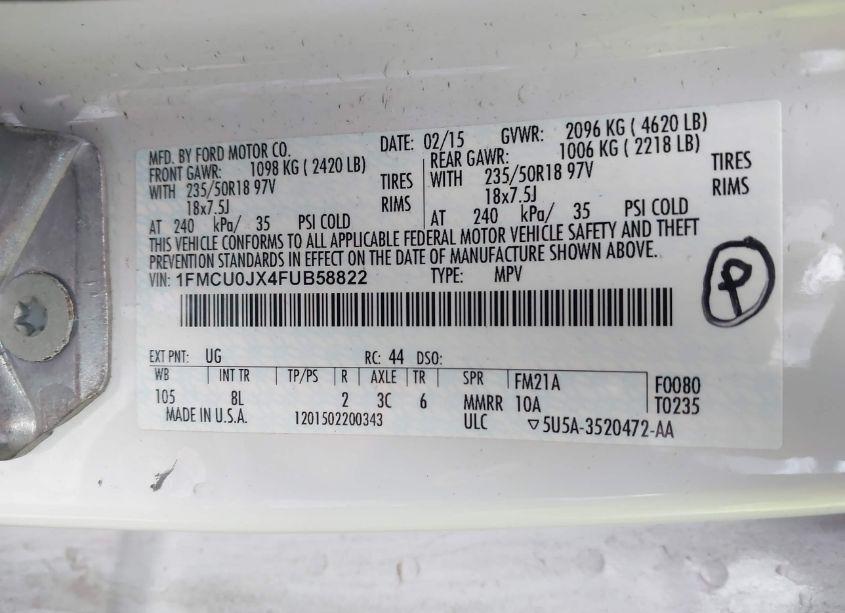 MFD. BY FORD MOTOR CO. DATE: 02/15 GVWR: 2096 KG ( 4620 LB)
FRONT GAWR: 1098 KG ( 2420 LB) REAR GAWR: 1006 KG ( 2218 LB)
WITH 235/50R18 97V TIRES WITH 235/50R18 97V TIRES
18x7.5J RIMS 18x7.5J RIMS
AT 240 kPa/ 35 PSI COLD AT 240 kPa/ 35 PSI COLD
THIS VEHICLE CONFORMS TO ALL APPLICABLE FEDERAL MOTOR VEHICLE SAFETY AND THEFT
PREVENTION STANDARDS IN EFFECT ON THE DATE OF MANUFACTURE SHOWN ABOVE.
VIN: 1FMCU0JX4FUB58822 TYPE: MPV
P
EXT PNT: UG RC: 44 DSO:
WB INT TR TP/PS R AXLE TR SPR FM21A F0080
105 8L 2 3C 6 MMRR 10A T0235
MADE IN U.S.A. 1201502200343 ULC ▽5U5A-3520472-AA